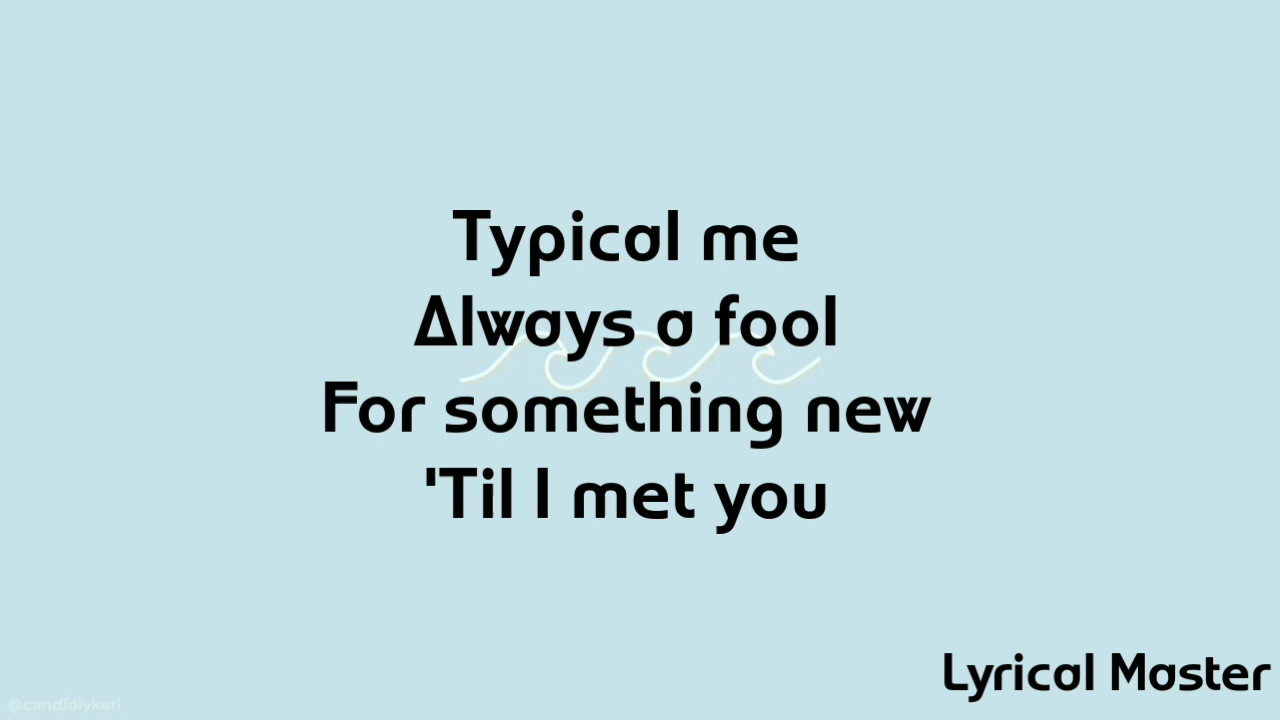 Typical me
Always a fool
For something new
'Til I met you
Lyrical Master
@candidlykeri